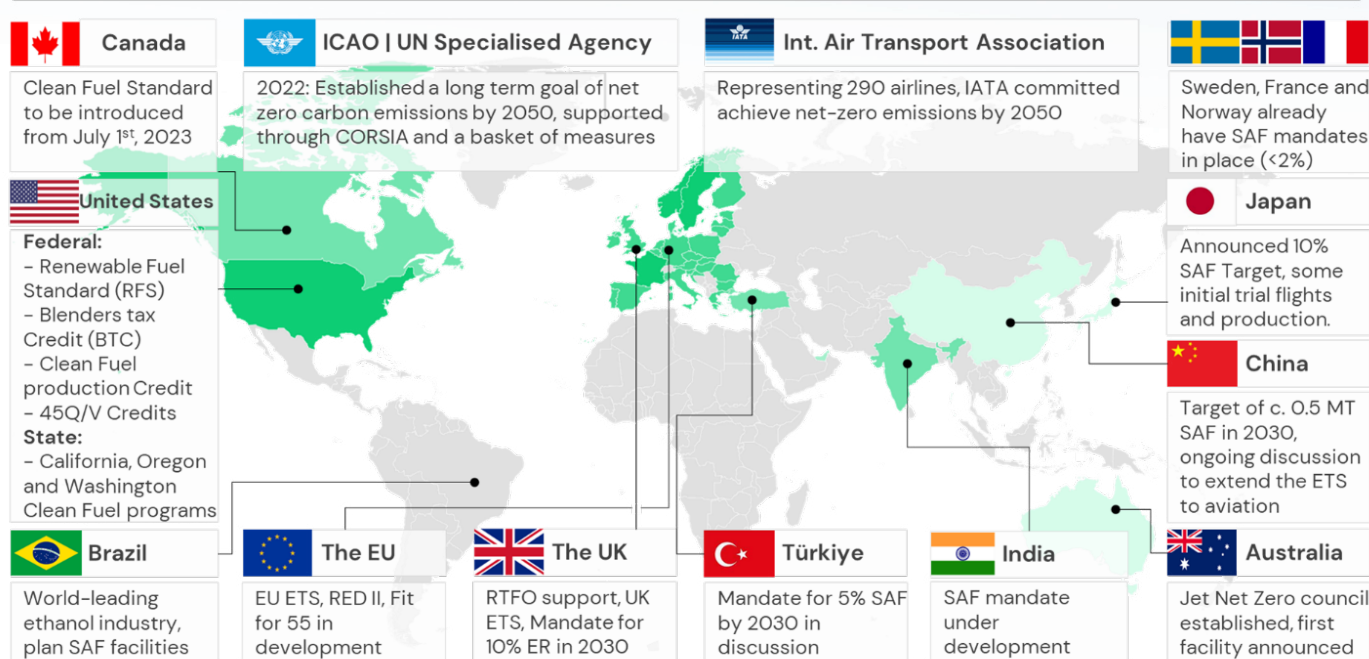 Canada
Clean Fuel Standard
to be introduced
from July 1st, 2023
ICAO | UN Specialised Agency
2022: Established a long term goal of net
zero carbon emissions by 2050, supported
through CORSIA and a basket of measures
IATA
Int. Air Transport Association
Representing 290 airlines, IATA committed
achieve net-zero emissions by 2050
Sweden, France and
Norway already
have SAF mandates
in place (<2%)
United States
Federal:
– Renewable Fuel
Standard (RFS)
– Blenders tax
Credit (BTC)
– Clean Fuel
production Credit
– 45Q/V Credits
State:
– California, Oregon
and Washington
Clean Fuel programs
Japan
Announced 10%
SAF Target, some
initial trial flights
and production.
China
Target of c. 0.5 MT
SAF in 2030,
ongoing discussion
to extend the ETS
to aviation
Brazil
World-leading
ethanol industry,
plan SAF facilities
The EU
EU ETS, RED II, Fit
for 55 in
development
The UK
RTFO support, UK
ETS, Mandate for
10% ER in 2030
Türkiye
Mandate for 5% SAF
by 2030 in
discussion
India
SAF mandate
under
development
Australia
Jet Net Zero council
established, first
facility announced